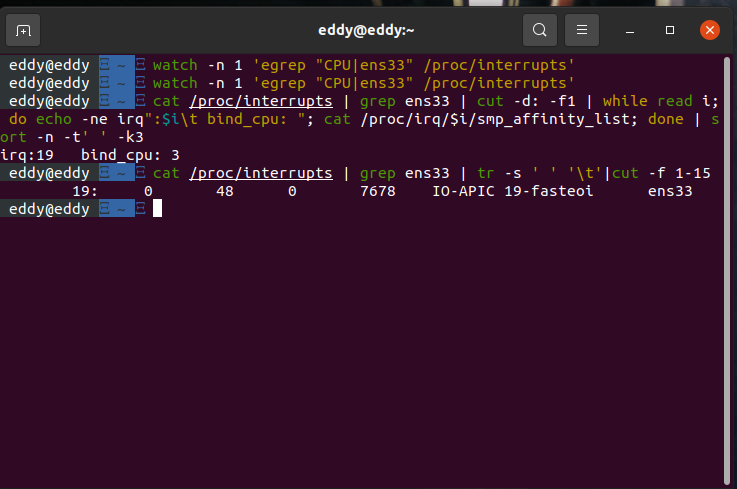 eddy@eddy:~
eddy@eddy ~ watch -n 1 'egrep "CPU|ens33" /proc/interrupts'
eddy@eddy ~ watch -n 1 'egrep "CPU|ens33" /proc/interrupts'
eddy@eddy ~ cat /proc/interrupts | grep ens33 | cut -d: -f1 | while read i;
do echo -ne irq":$i\t bind_cpu: "; cat /proc/irq/$i/smp_affinity_list; done | s
ort -n -t' ' -k3
irq:19 bind_cpu: 3
eddy@eddy ~ cat /proc/interrupts | grep ens33 | tr -s ' ' '\t'|cut -f 1-15
19: 0 48 0 7678 IO-APIC 19-fasteoi ens33
eddy@eddy ~